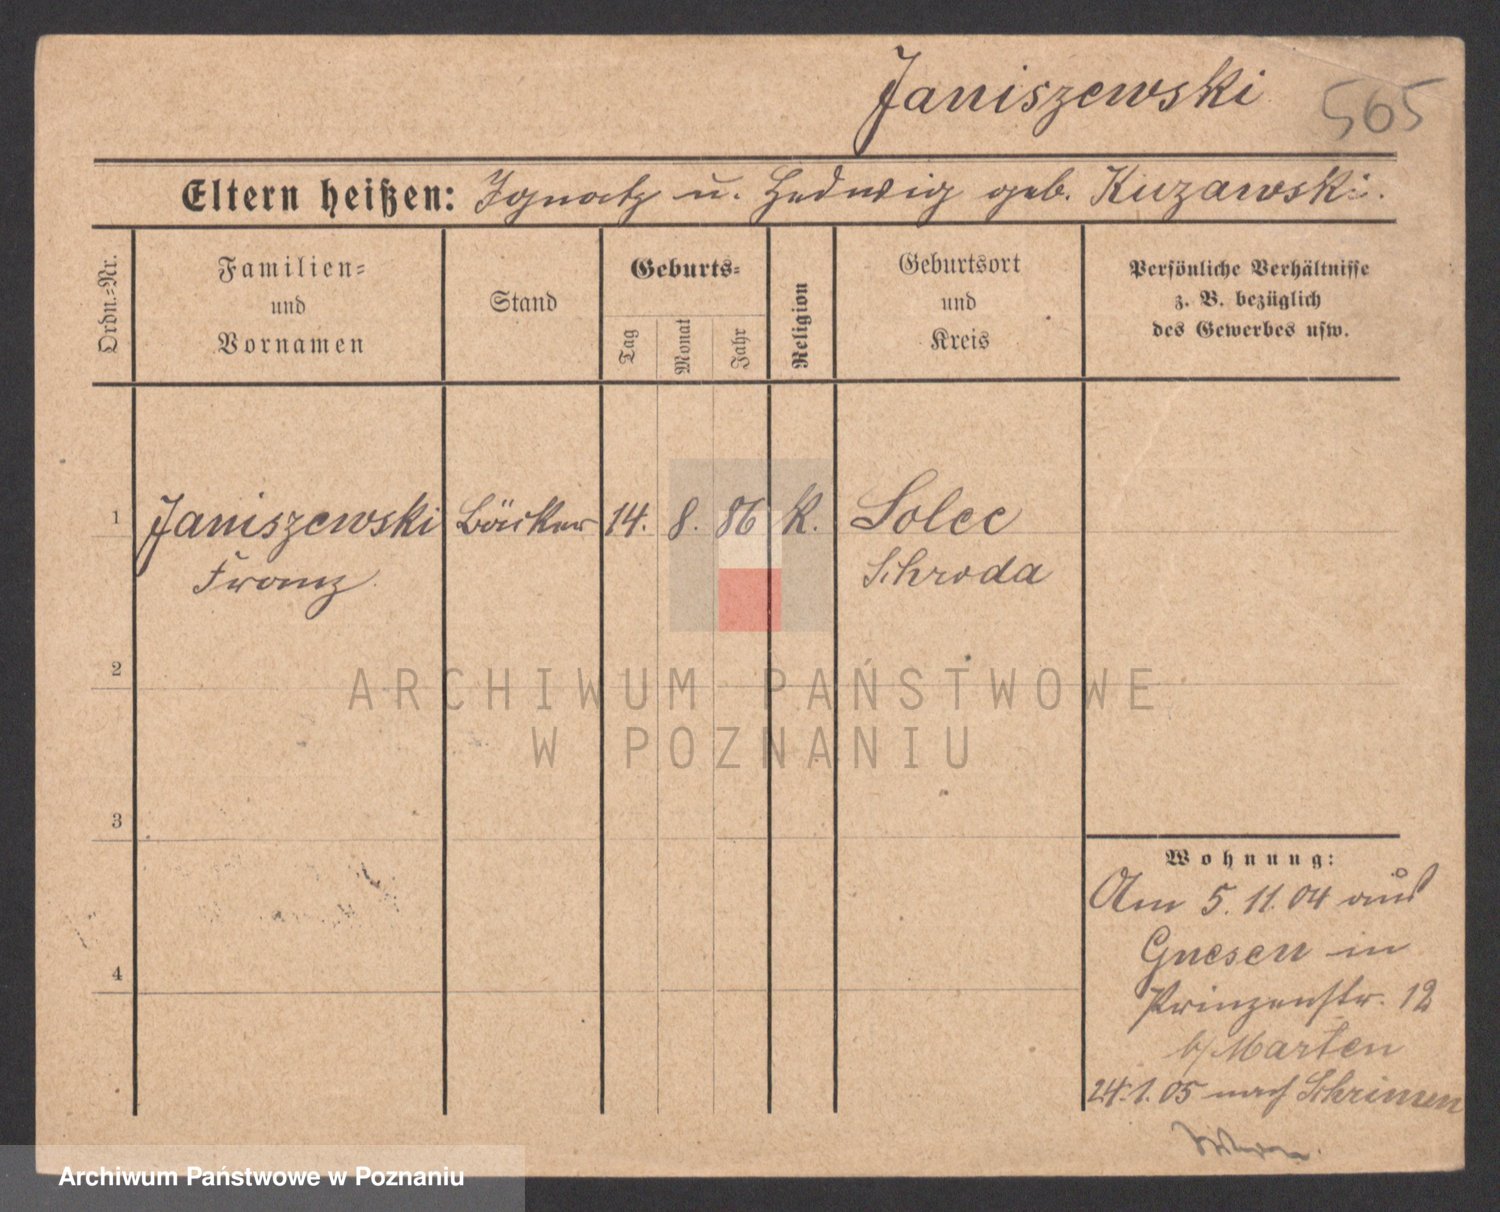 Janiszewski 565
Eltern heißen: Ignatz u. Hedwig geb. Kuzawski.
Ordn.-Nr.
Familien-
und
Vornamen
Stand
Geburts-
Tag
Monat
Jahr
Religion
Geburtsort
und
Kreis
Persönliche Verhältnisse
z. B. bezüglich
des Gewerbes usw.
1 Janiszewski Bäcker 14. 8. 86 K. Solec
Franz Schroda
2
ARCHIWUM PAŃSTWOWE
W POZNANIU
3
Wohnung:
Am 5.11.04 aus
Gnesen in
Prinzenstr. 12
b/ Marten
4
24.1.05 nach Schrimm
Archiwum Państwowe w Poznaniu